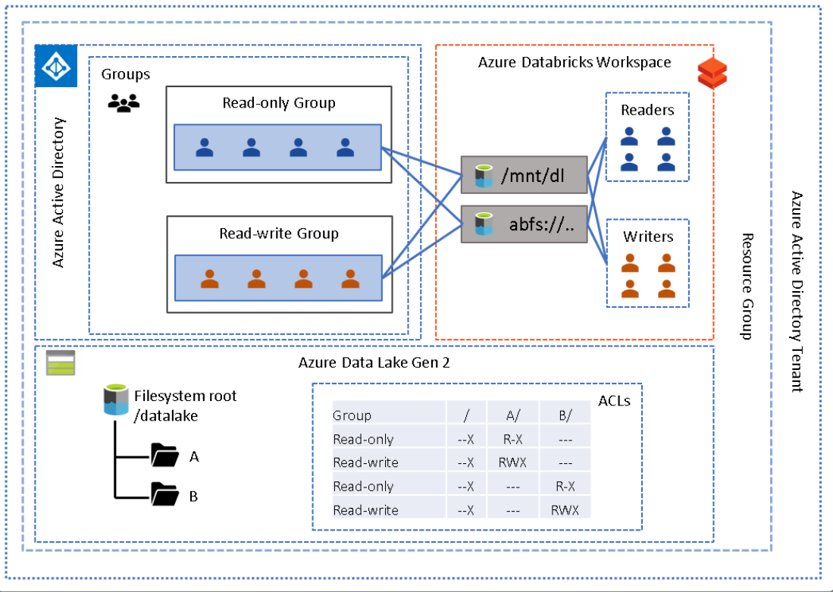 Azure Active Directory
Groups
Read-only Group
Read-write Group
Azure Databricks Workspace
/mnt/dl
abfs://..
Readers
Writers
Resource Group
Azure Active Directory Tenant
Azure Data Lake Gen 2
Filesystem root
/datalake
A
B
ACLs
Group / A/ B/
Read-only --X R-X ---
Read-write --X RWX ---
Read-only --X --- R-X
Read-write --X --- RWX